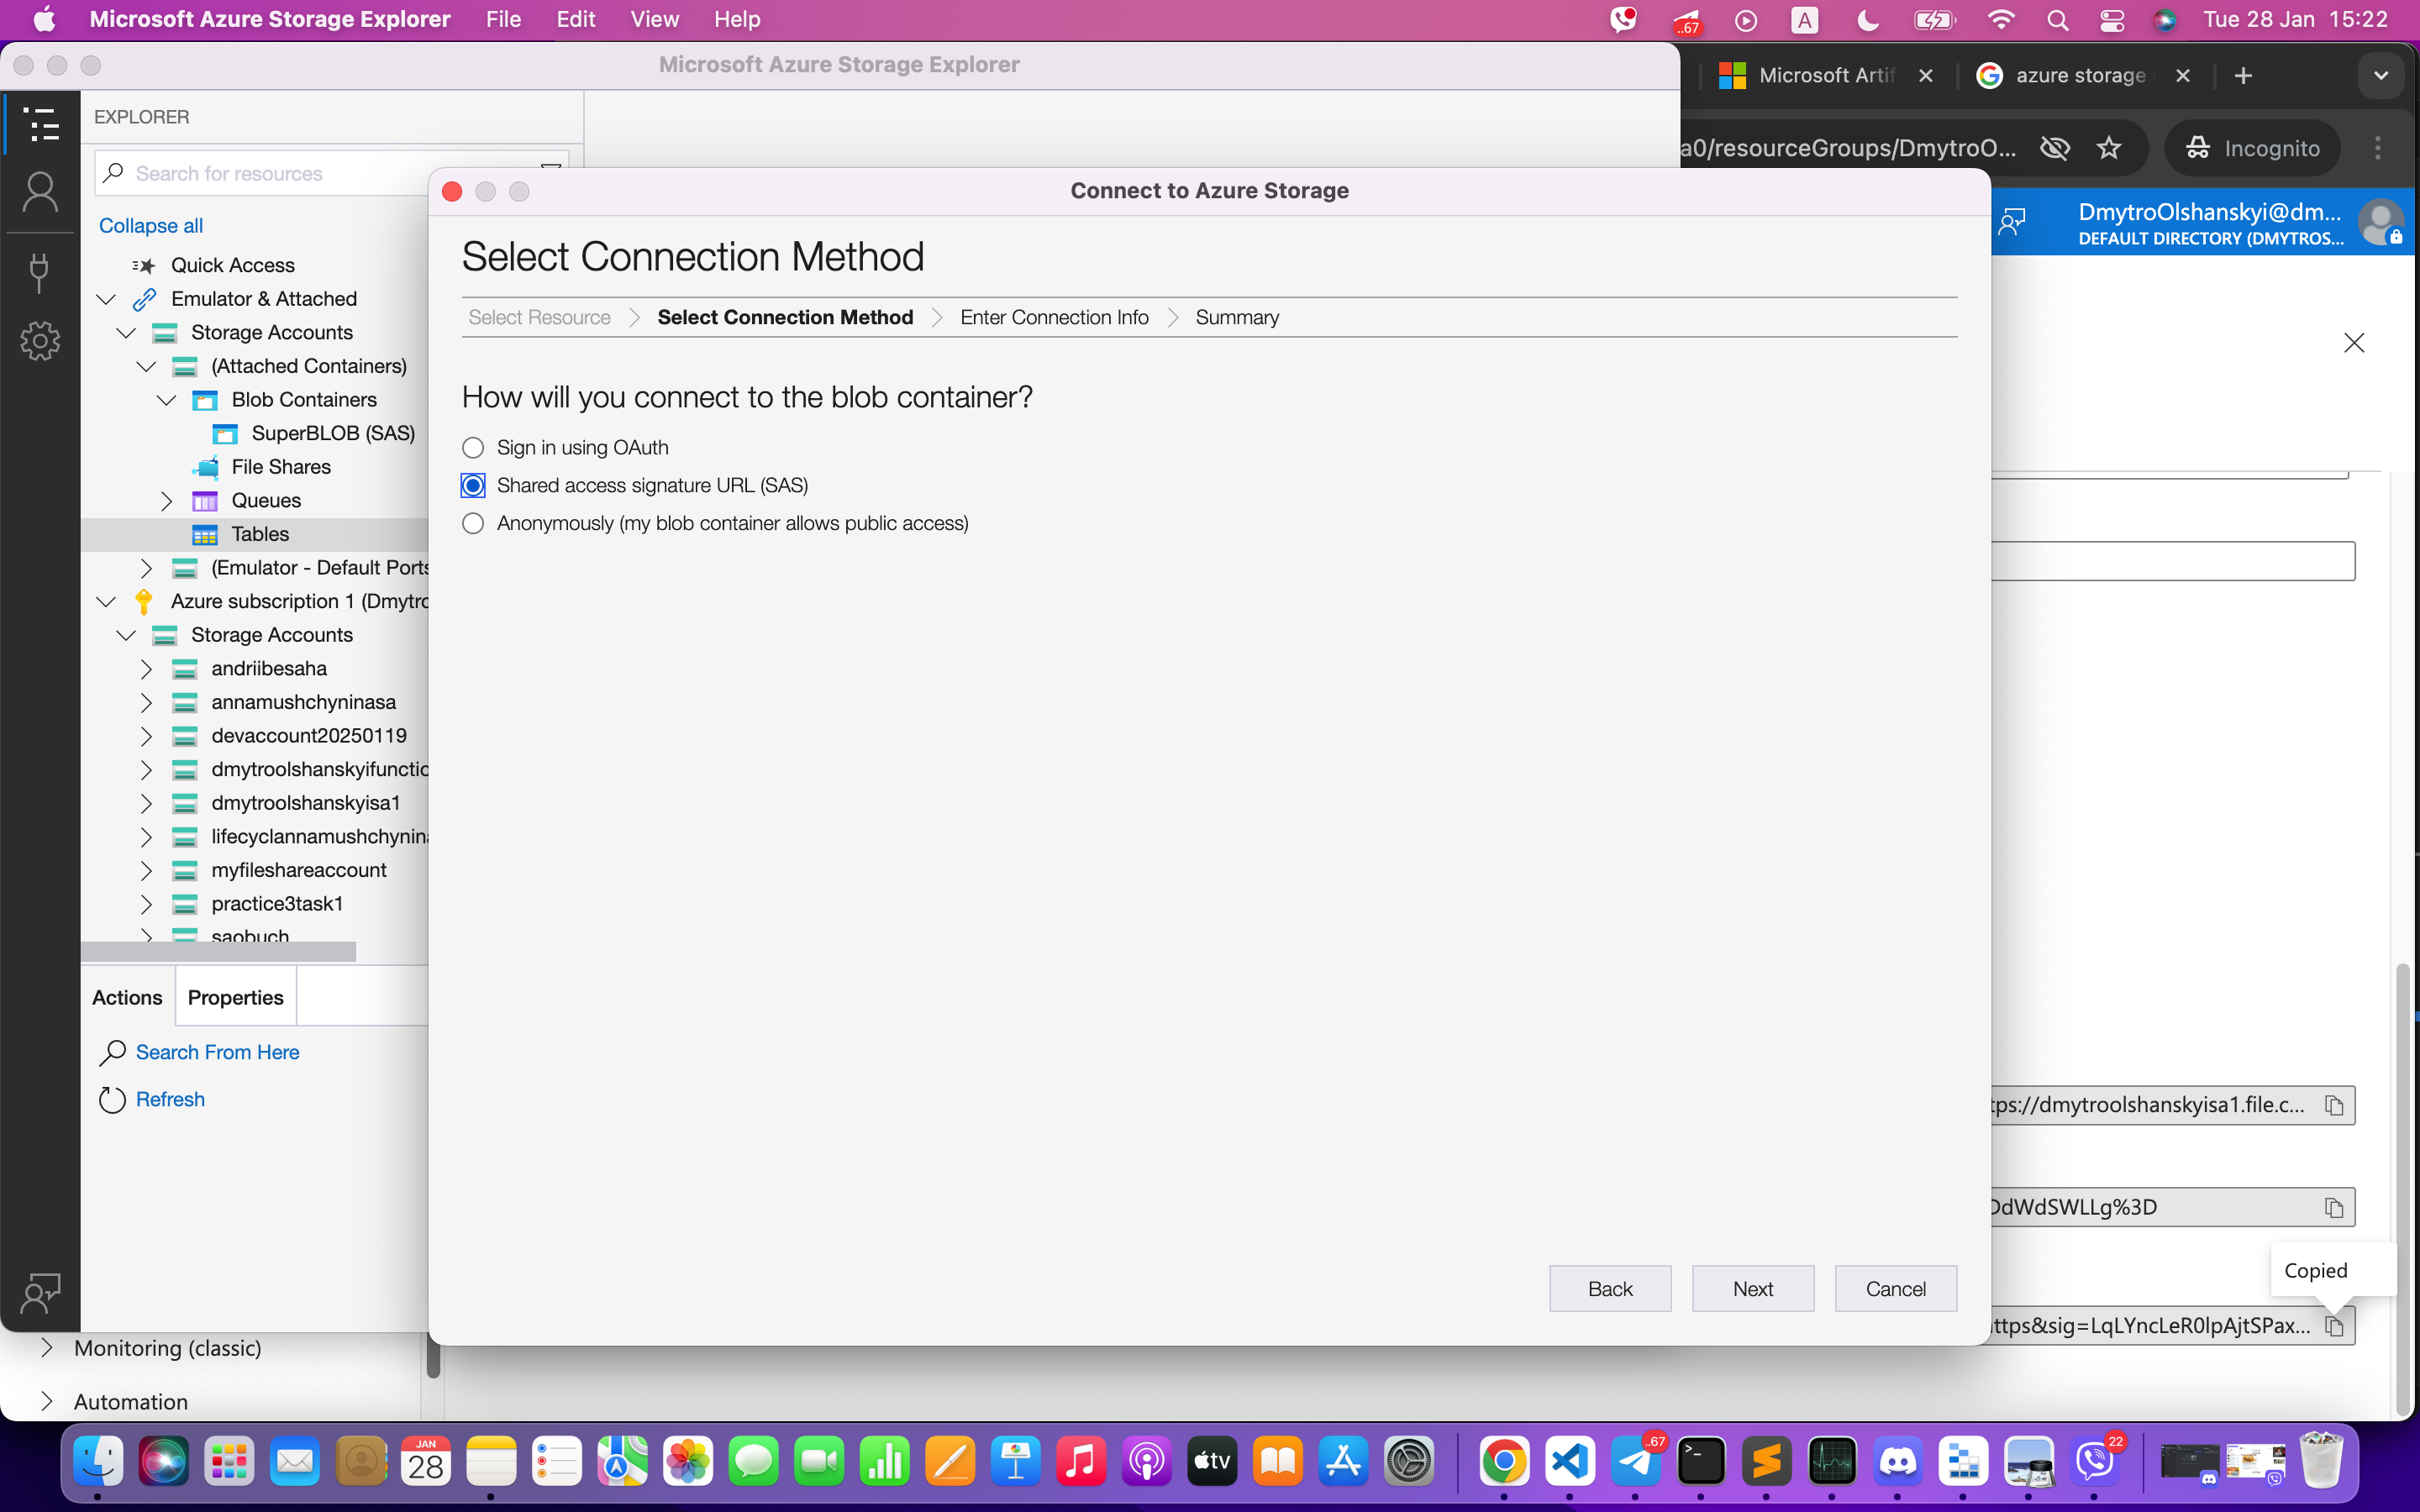 Microsoft Azure Storage Explorer File Edit View Help
..67 A Tue 28 Jan 15:22
Microsoft Azure Storage Explorer
Microsoft Artif
azure storage
EXPLORER
Search for resources
a0/resourceGroups/DmytroO...
Incognito
DmytroOlshanskyi@dm...
DEFAULT DIRECTORY (DMYTROS...
Collapse all
Quick Access
Emulator & Attached
Storage Accounts
(Attached Containers)
Blob Containers
SuperBLOB (SAS)
File Shares
Queues
Tables
(Emulator - Default Ports
Azure subscription 1 (Dmytro
Storage Accounts
andriibesaha
annamushchyninasa
devaccount20250119
dmytroolshanskyifunctio
dmytroolshanskyisa1
lifecyclannamushchynina
myfileshareaccount
practice3task1
saobuch
Actions Properties
Search From Here
Refresh
Connect to Azure Storage
Select Connection Method
Select Resource Select Connection Method Enter Connection Info Summary
How will you connect to the blob container?
Sign in using OAuth
Shared access signature URL (SAS)
Anonymously (my blob container allows public access)
Back Next Cancel
tps://dmytroolshanskyisa1.file.c...
DdWdSWLLg%3D
Copied
ttps&sig=LqLYncLeR0lpAjtSPax...
Monitoring (classic)
Automation
JAN
28
tv
..67
22